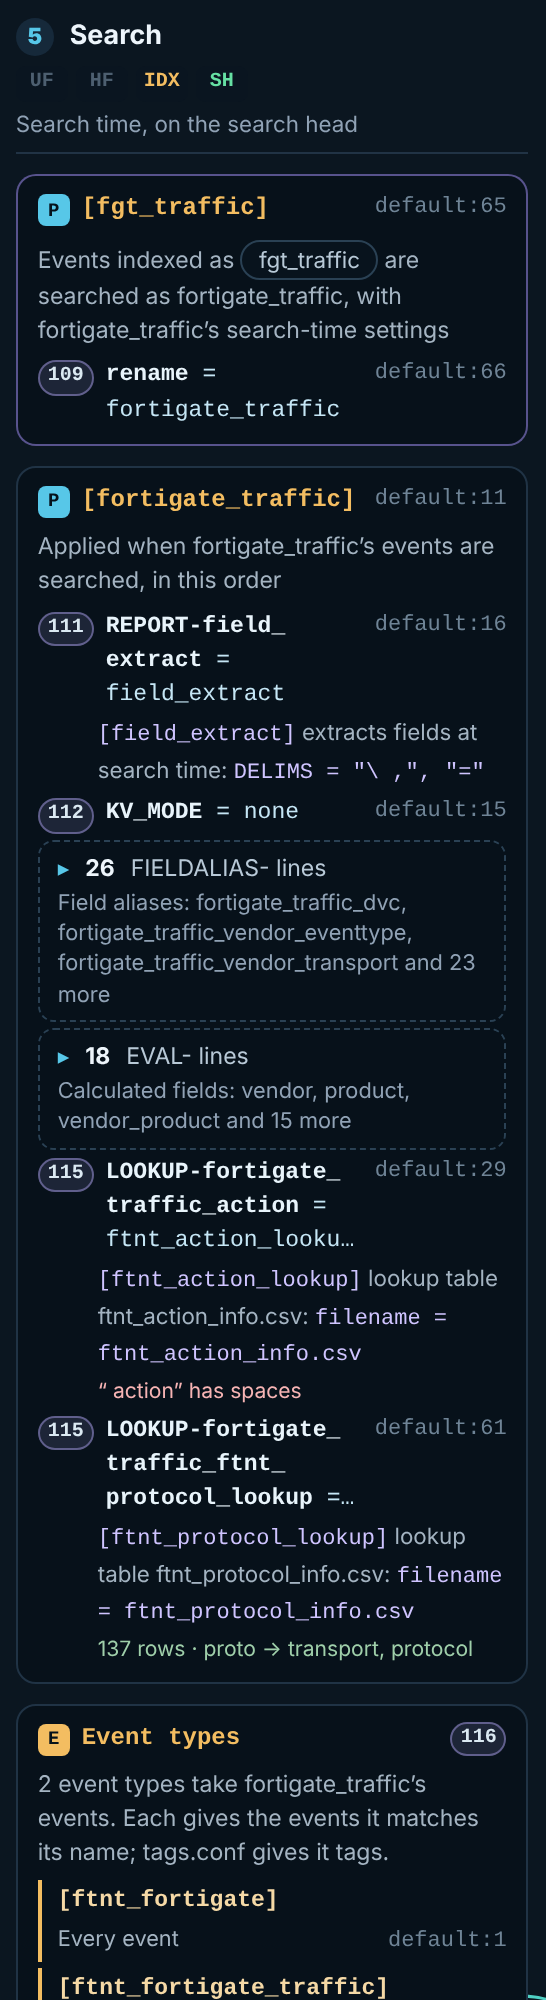 5 Search
UF HF IDX SH
Search time, on the search head
P [fgt_traffic] default:65
Events indexed as fgt_traffic are
searched as fortigate_traffic, with
fortigate_traffic’s search-time settings
109 rename = default:66
fortigate_traffic
P [fortigate_traffic] default:11
Applied when fortigate_traffic’s events are
searched, in this order
111 REPORT-field_ default:16
extract =
field_extract
[field_extract] extracts fields at
search time: DELIMS = "\ ,", "="
112 KV_MODE = none default:15
▸ 26 FIELDALIAS- lines
Field aliases: fortigate_traffic_dvc,
fortigate_traffic_vendor_eventtype,
fortigate_traffic_vendor_transport and 23
more
▸ 18 EVAL- lines
Calculated fields: vendor, product,
vendor_product and 15 more
115 LOOKUP-fortigate_ default:29
traffic_action =
ftnt_action_looku…
[ftnt_action_lookup] lookup table
ftnt_action_info.csv: filename =
ftnt_action_info.csv
“ action” has spaces
115 LOOKUP-fortigate_ default:61
traffic_ftnt_
protocol_lookup =…
[ftnt_protocol_lookup] lookup
table ftnt_protocol_info.csv: filename
= ftnt_protocol_info.csv
137 rows · proto → transport, protocol
E Event types 116
2 event types take fortigate_traffic’s
events. Each gives the events it matches
its name; tags.conf gives it tags.
[ftnt_fortigate]
Every event default:1
[ftnt_fortigate_traffic]